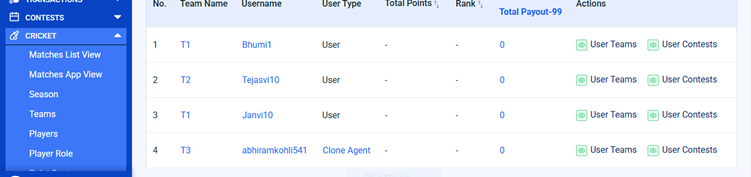 TRANSACTIONS
CONTESTS
CRICKET
Matches List View
Matches App View
Season
Teams
Players
Player Role
No. Team Name Username User Type Total Points Rank Total Payout-99 Actions
1 T1 Bhumi1 User - - 0 User Teams User Contests
2 T2 Tejasvi10 User - - 0 User Teams User Contests
3 T1 Janvi10 User - - 0 User Teams User Contests
4 T3 abhiramkohli541 Clone Agent - - 0 User Teams User Contests